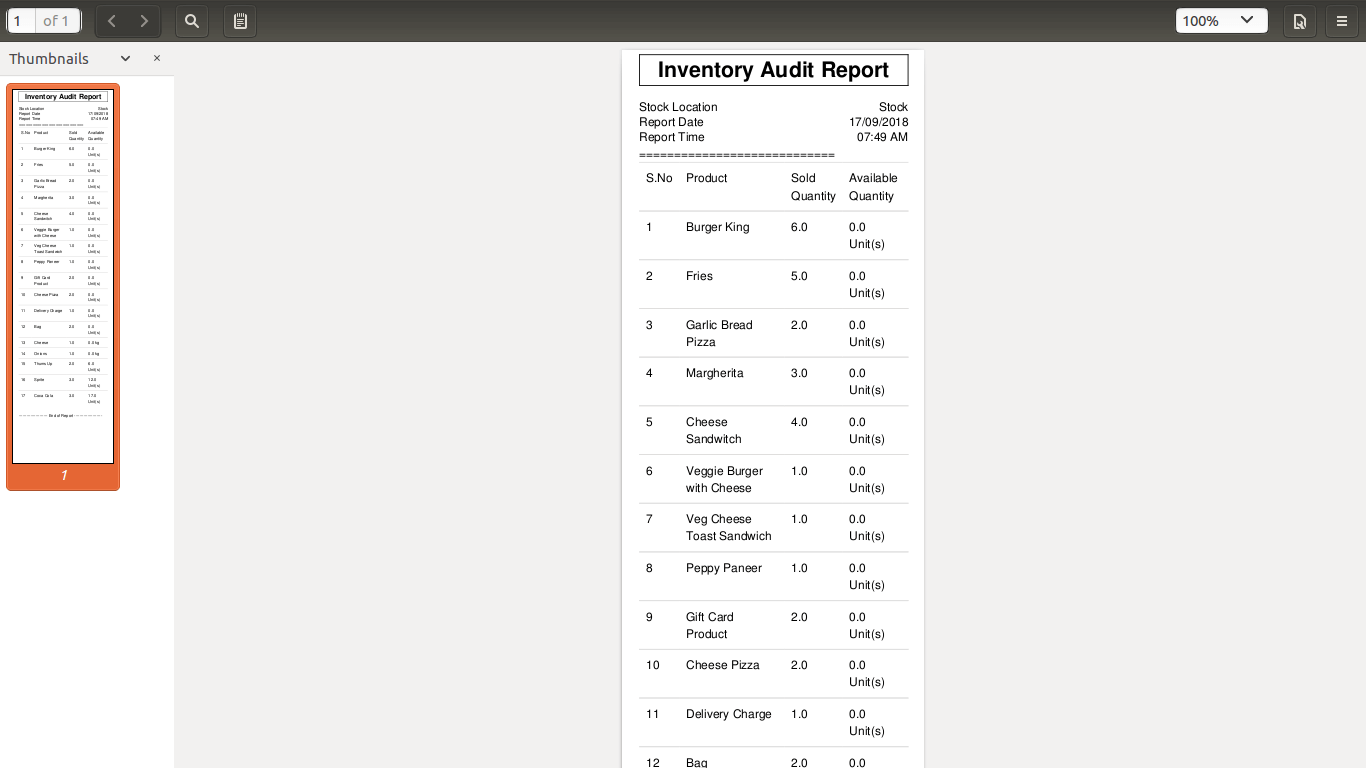 1 of 1
100%
Thumbnails
Inventory Audit Report
Stock Location Stock
Report Date 17/09/2018
Report Time 07:49 AM
============================
S.No Product Sold Quantity Available Quantity
1 Burger King 6.0 0.0 Unit(s)
2 Fries 5.0 0.0 Unit(s)
3 Garlic Bread Pizza 2.0 0.0 Unit(s)
4 Margherita 3.0 0.0 Unit(s)
5 Cheese Sandwitch 4.0 0.0 Unit(s)
6 Veggie Burger with Cheese 1.0 0.0 Unit(s)
7 Veg Cheese Toast Sandwich 1.0 0.0 Unit(s)
8 Peppy Paneer 1.0 0.0 Unit(s)
9 Gift Card Product 2.0 0.0 Unit(s)
10 Cheese Pizza 2.0 0.0 Unit(s)
11 Delivery Charge 1.0 0.0 Unit(s)
12 Bag 2.0 0.0
1